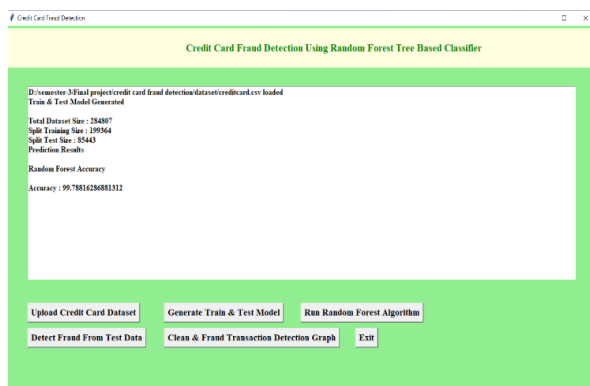 Credit Card Fraud Detection
Credit Card Fraud Detection Using Random Forest Tree Based Classifier
D:/semester-3/Final project/credit card fraud detection/dataset/creditcard.csv loaded
Train & Test Model Generated
Total Dataset Size : 284807
Split Training Size : 199364
Split Test Size : 85443
Prediction Results
Random Forest Accuracy
Accuracy : 99.78816286881312
Upload Credit Card Dataset Generate Train & Test Model Run Random Forest Algorithm
Detect Fraud From Test Data Clean & Fraud Transaction Detection Graph Exit